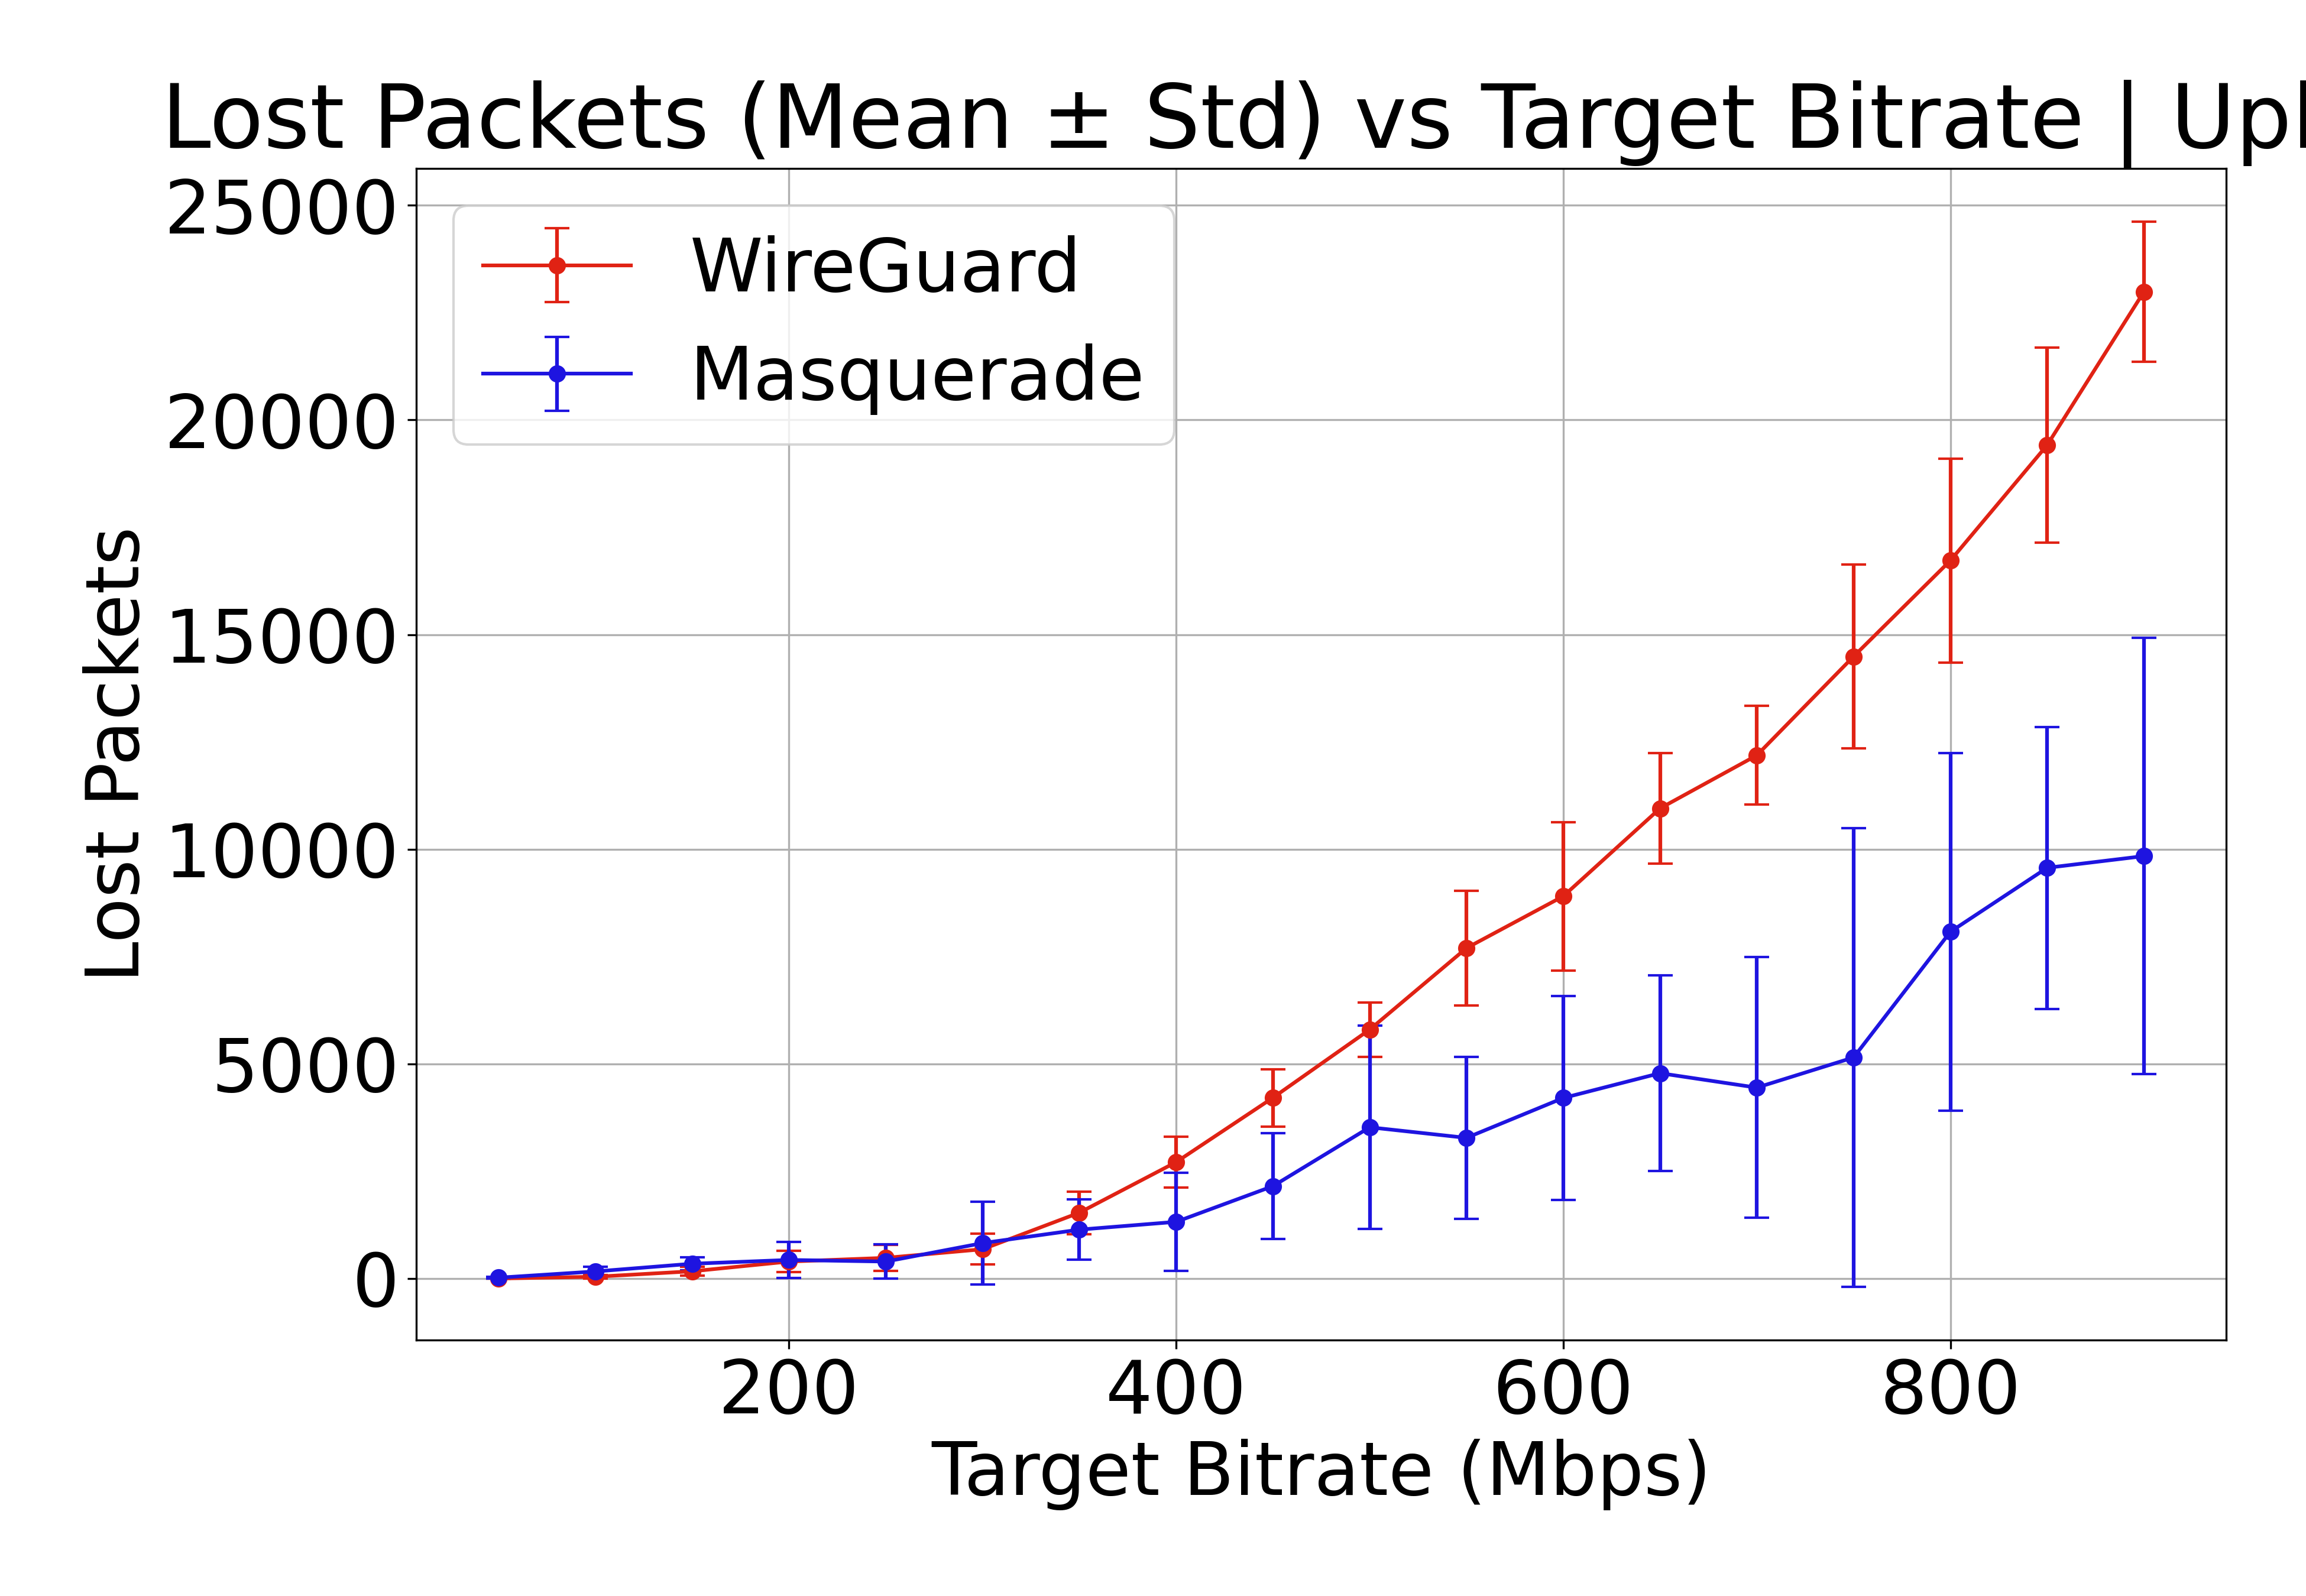 Lost Packets (Mean ± Std) vs Target Bitrate | Upl
25000
20000
15000
10000
5000
0
Lost Packets
WireGuard
Masquerade
200 400 600 800
Target Bitrate (Mbps)